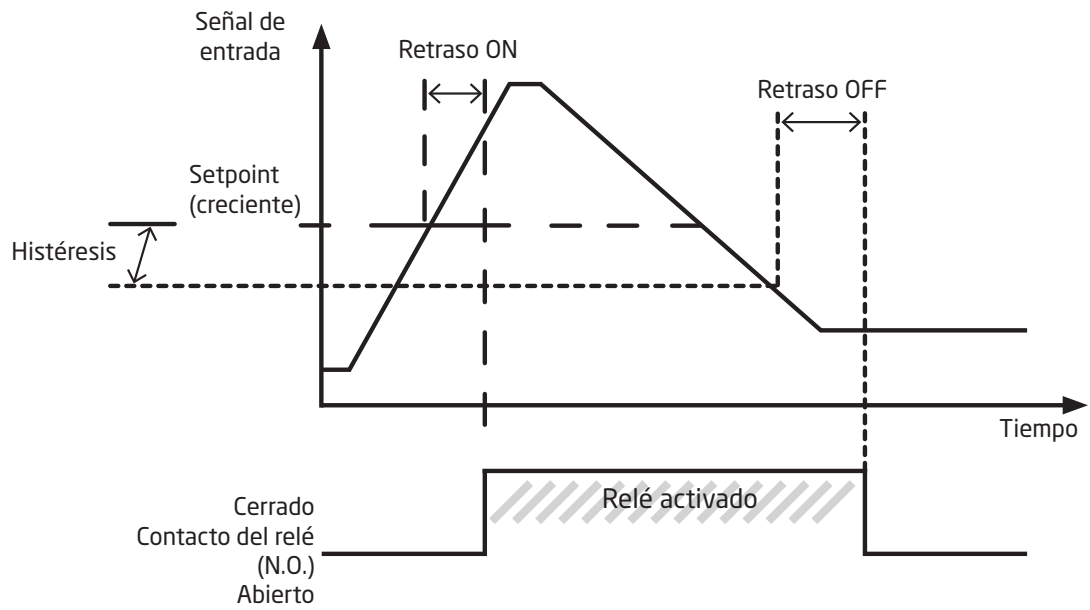 Señal de
entrada
Retraso ON
Retraso OFF
Setpoint
(creciente)
Histéresis
Tiempo
Cerrado
Contacto del relé
(N.O.)
Abierto
Relé activado